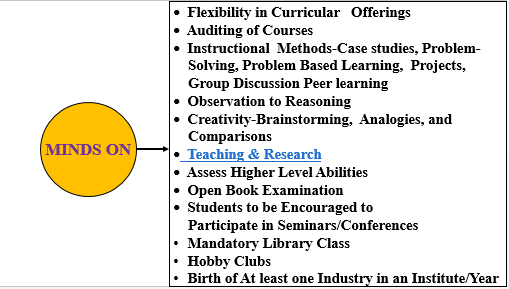 MINDS ON
• Flexibility in Curricular Offerings
• Auditing of Courses
• Instructional Methods-Case studies, Problem-
Solving, Problem Based Learning, Projects,
Group Discussion Peer learning
• Observation to Reasoning
• Creativity-Brainstorming, Analogies, and
Comparisons
• Teaching & Research
• Assess Higher Level Abilities
• Open Book Examination
• Students to be Encouraged to
Participate in Seminars/Conferences
• Mandatory Library Class
• Hobby Clubs
• Birth of At least one Industry in an Institute/Year